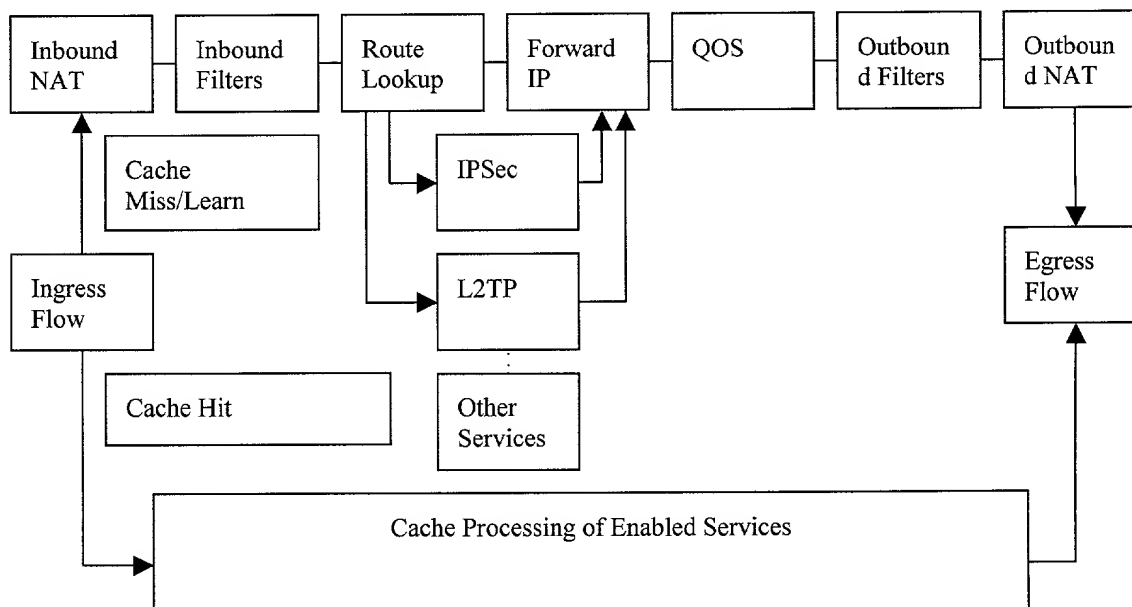 Inbound
NAT
Inbound
Filters
Route
Lookup
Forward
IP
QOS
Outboun
d Filters
Outboun
d NAT
Cache
Miss/Learn
IPSec
Ingress
Flow
L2TP
Egress
Flow
Cache Hit
Other
Services
Cache Processing of Enabled Services